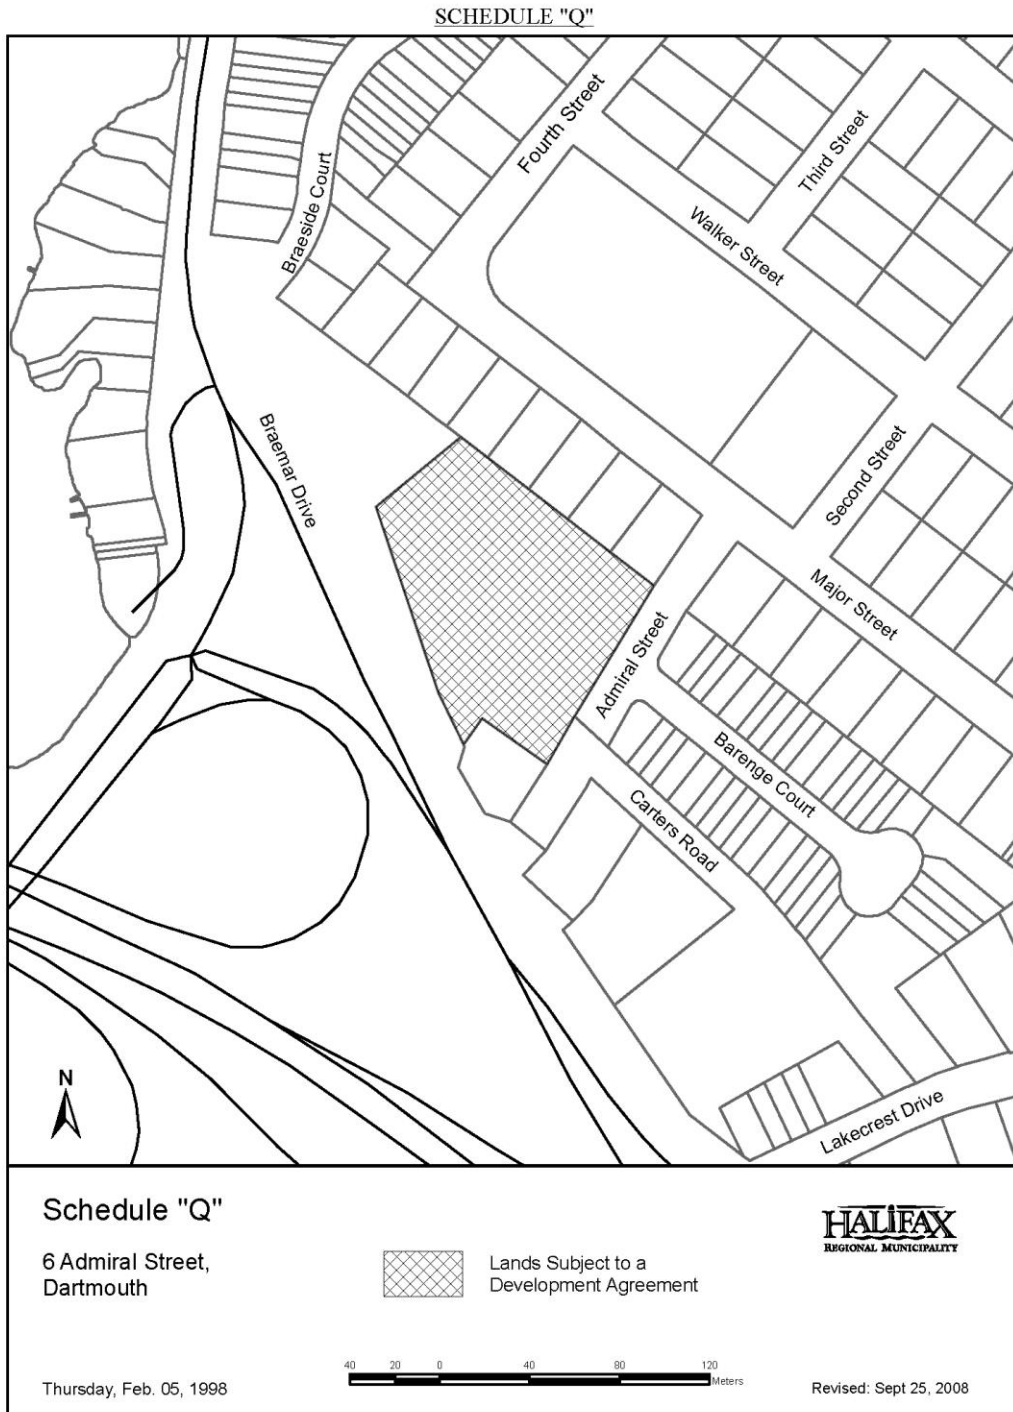 SCHEDULE "Q"
Fourth Street
Third Street
Braeside Court
Walker Street
Braemar Drive
Second Street
Major Street
Admiral Street
Barenge Court
Carters Road
N
Lakecrest Drive
Schedule "Q"
HALIFAX
REGIONAL MUNICIPALITY
6 Admiral Street,
Dartmouth
Lands Subject to a
Development Agreement
40 20 0 40 80 120
Meters
Thursday, Feb. 05, 1998
Revised: Sept 25, 2008